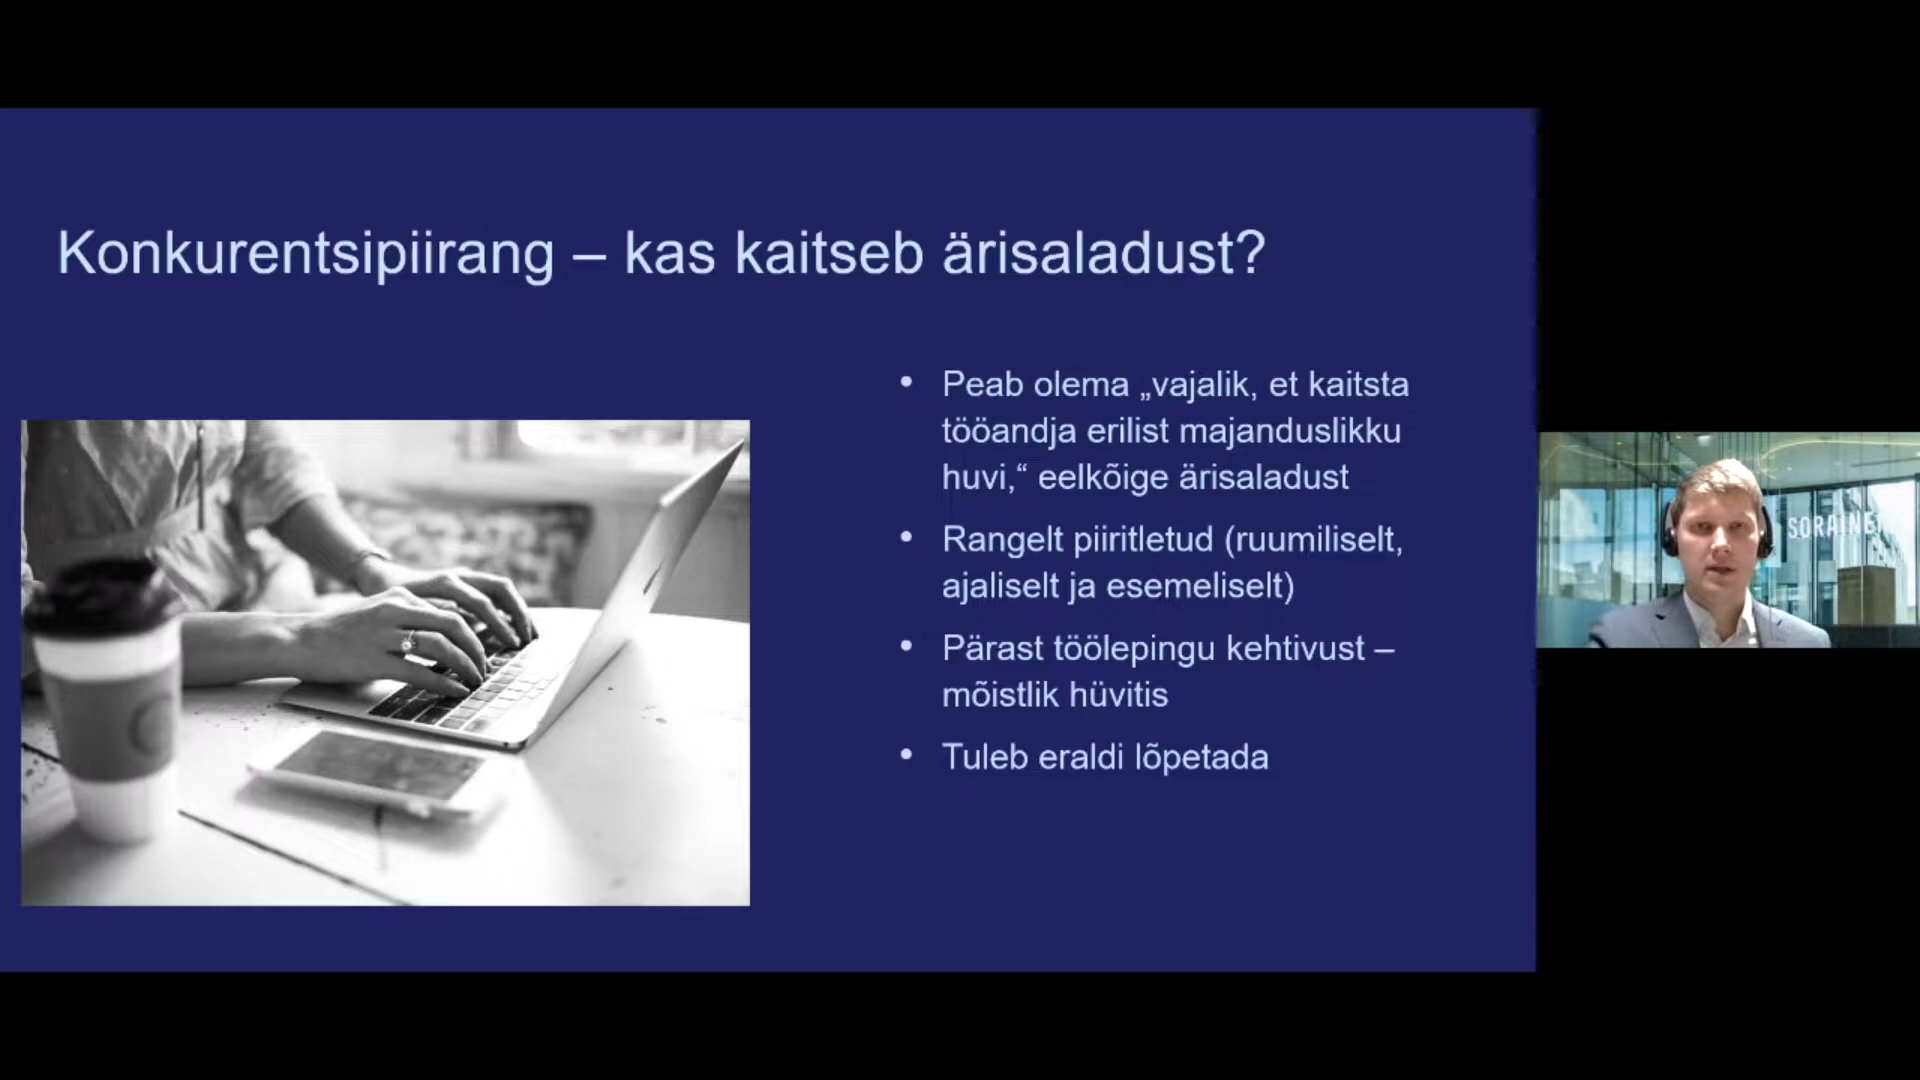 Konkurentsipiirang – kas kaitseb ärisaladust?
• Peab olema „vajalik, et kaitsta
tööandja erilist majanduslikku
huvi,“ eelkõige ärisaladust
• Rangelt piiritletud (ruumiliselt,
ajaliselt ja esemeliselt)
• Pärast töölepingu kehtivust –
mõistlik hüvitis
• Tuleb eraldi lõpetada
SORAINEN